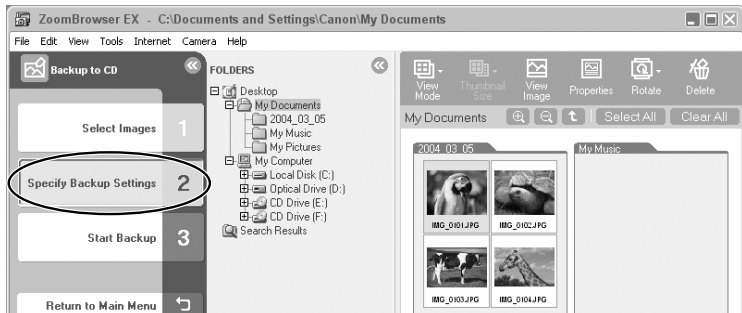 ZoomBrowser EX - C:\Documents and Settings\Canon\My Documents
File Edit View Tools Internet Camera Help
Backup to CD
Select Images 1
Specify Backup Settings 2
Start Backup 3
Return to Main Menu
FOLDERS
Desktop
My Documents
2004_03_05
My Music
My Pictures
My Computer
Local Disk (C:)
Optical Drive (D:)
CD Drive (E:)
CD Drive (F:)
Search Results
View Mode
Thumbnail Size
View Image
Properties
Rotate
Delete
My Documents
Select All
Clear All
2004_03_05
My Music
IMG_0101.JPG
IMG_0102.JPG
IMG_0103.JPG
IMG_0104.JPG